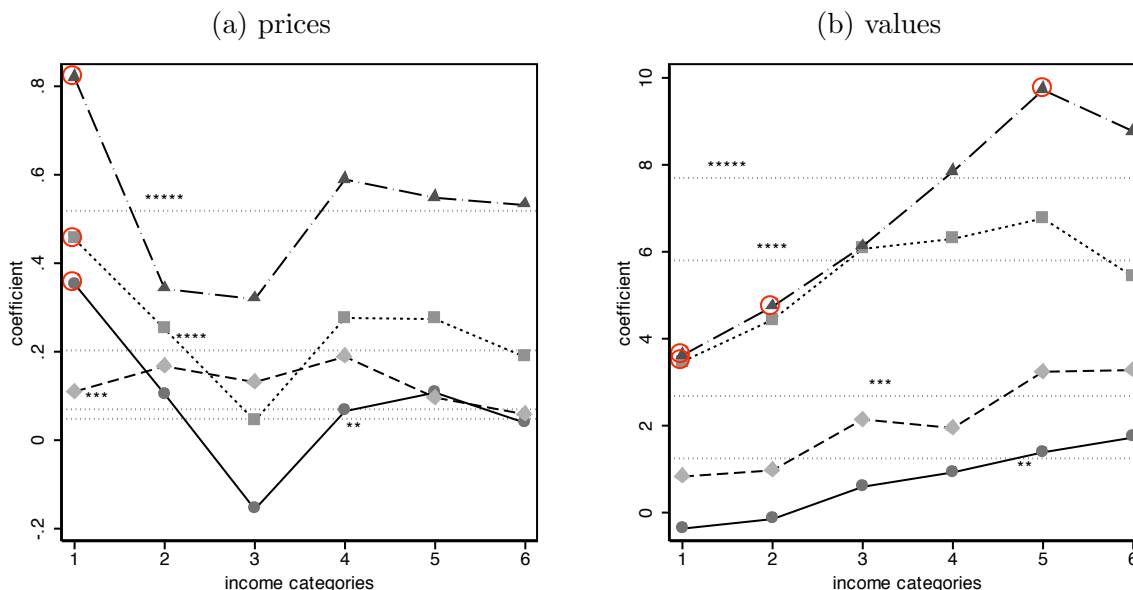 (a) prices
.8
.6
.4
.2
0
-.2
coefficient
*****
****
***
**
1 2 3 4 5 6
income categories
(b) values
10
8
6
4
2
0
coefficient
*****
****
***
**
1 2 3 4 5 6
income categories